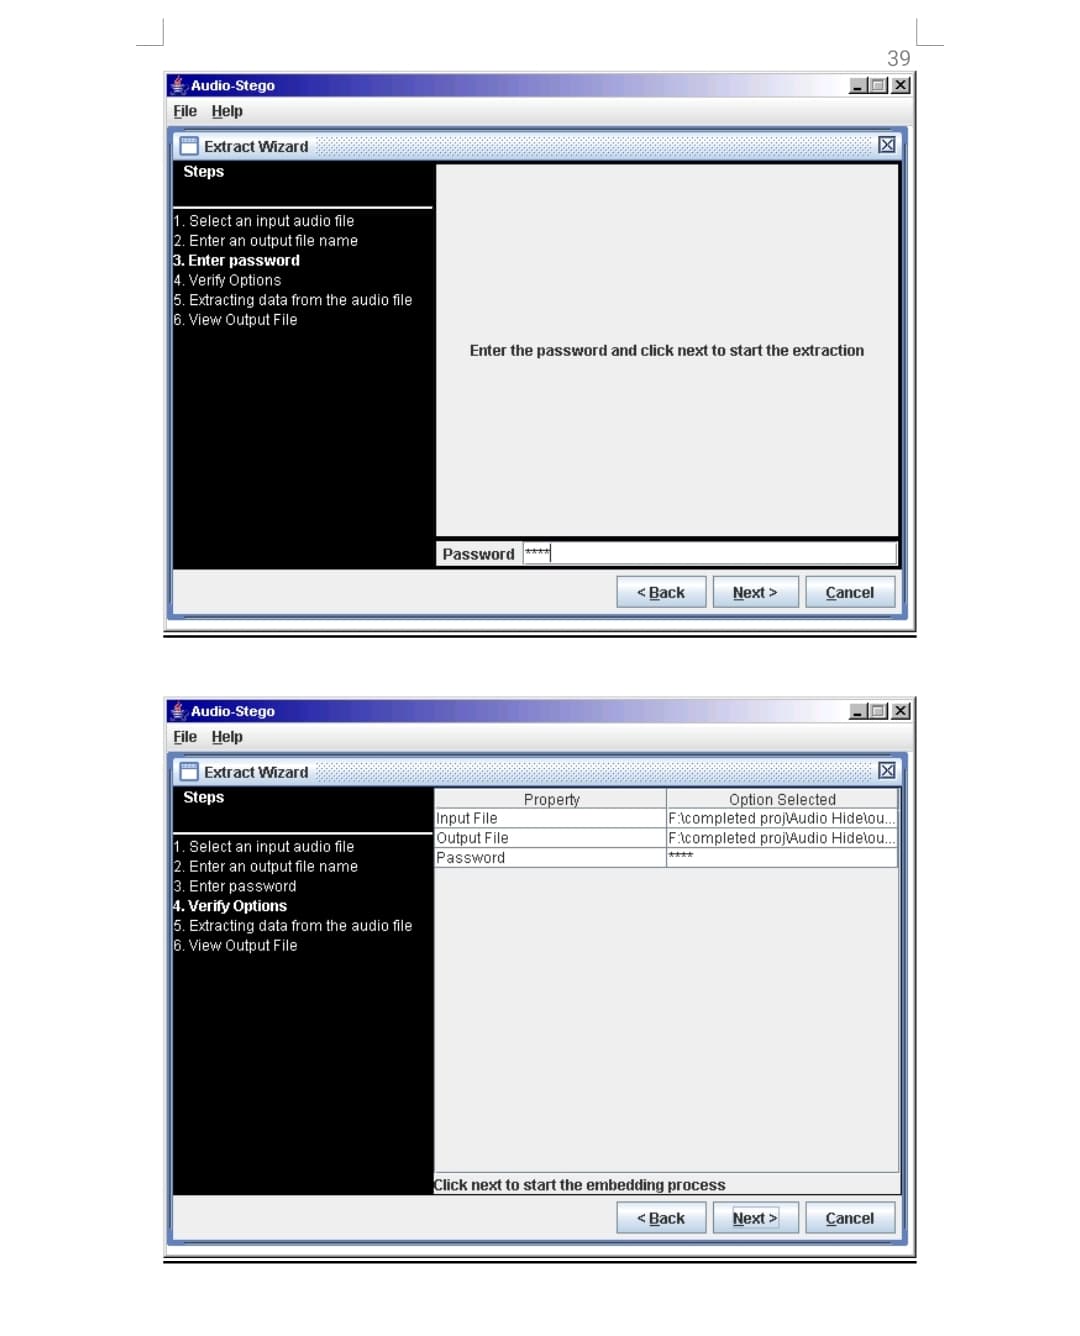 39
Audio-Stego
File Help
Extract Wizard
Steps
1. Select an input audio file
2. Enter an output file name
3. Enter password
4. Verify Options
5. Extracting data from the audio file
6. View Output File
Enter the password and click next to start the extraction
Password ****
< Back Next > Cancel
Audio-Stego
File Help
Extract Wizard
Steps
1. Select an input audio file
2. Enter an output file name
3. Enter password
4. Verify Options
5. Extracting data from the audio file
6. View Output File
Property Option Selected
Input File F:\completed proj\Audio Hide\ou...
Output File F:\completed proj\Audio Hide\ou...
Password ****
Click next to start the embedding process
< Back Next > Cancel